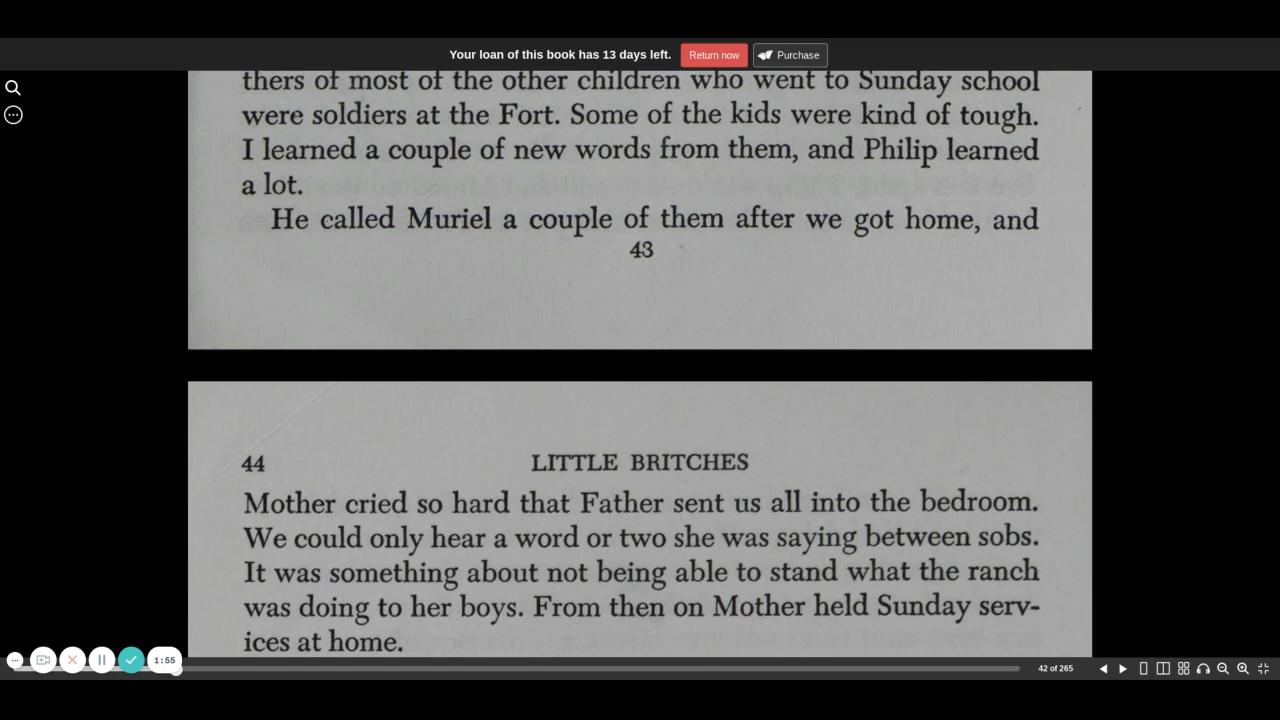 Your loan of this book has 13 days left. Return now Purchase
thers of most of the other children who went to Sunday school
were soldiers at the Fort. Some of the kids were kind of tough.
I learned a couple of new words from them, and Philip learned
a lot.
He called Muriel a couple of them after we got home, and
43
44 LITTLE BRITCHES
Mother cried so hard that Father sent us all into the bedroom.
We could only hear a word or two she was saying between sobs.
It was something about not being able to stand what the ranch
was doing to her boys. From then on Mother held Sunday serv-
ices at home.
1:55
42 of 265